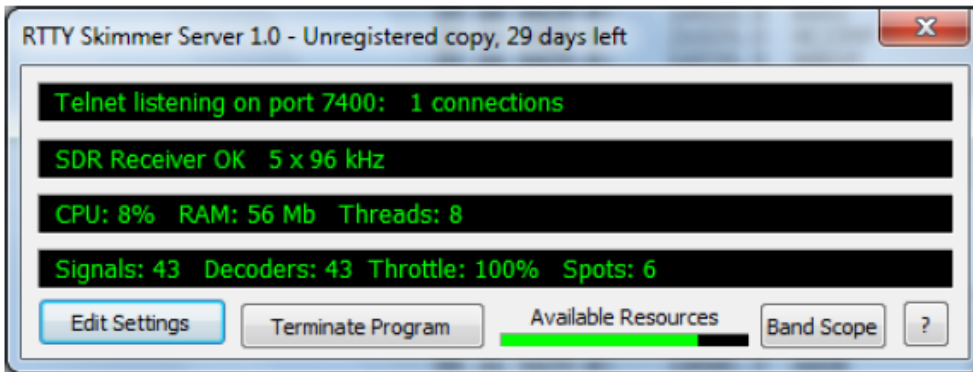 RTTY Skimmer Server 1.0 - Unregistered copy, 29 days left
Telnet listening on port 7400: 1 connections
SDR Receiver OK 5 x 96 kHz
CPU: 8% RAM: 56 Mb Threads: 8
Signals: 43 Decoders: 43 Throttle: 100% Spots: 6
Edit Settings Terminate Program Available Resources Band Scope ?